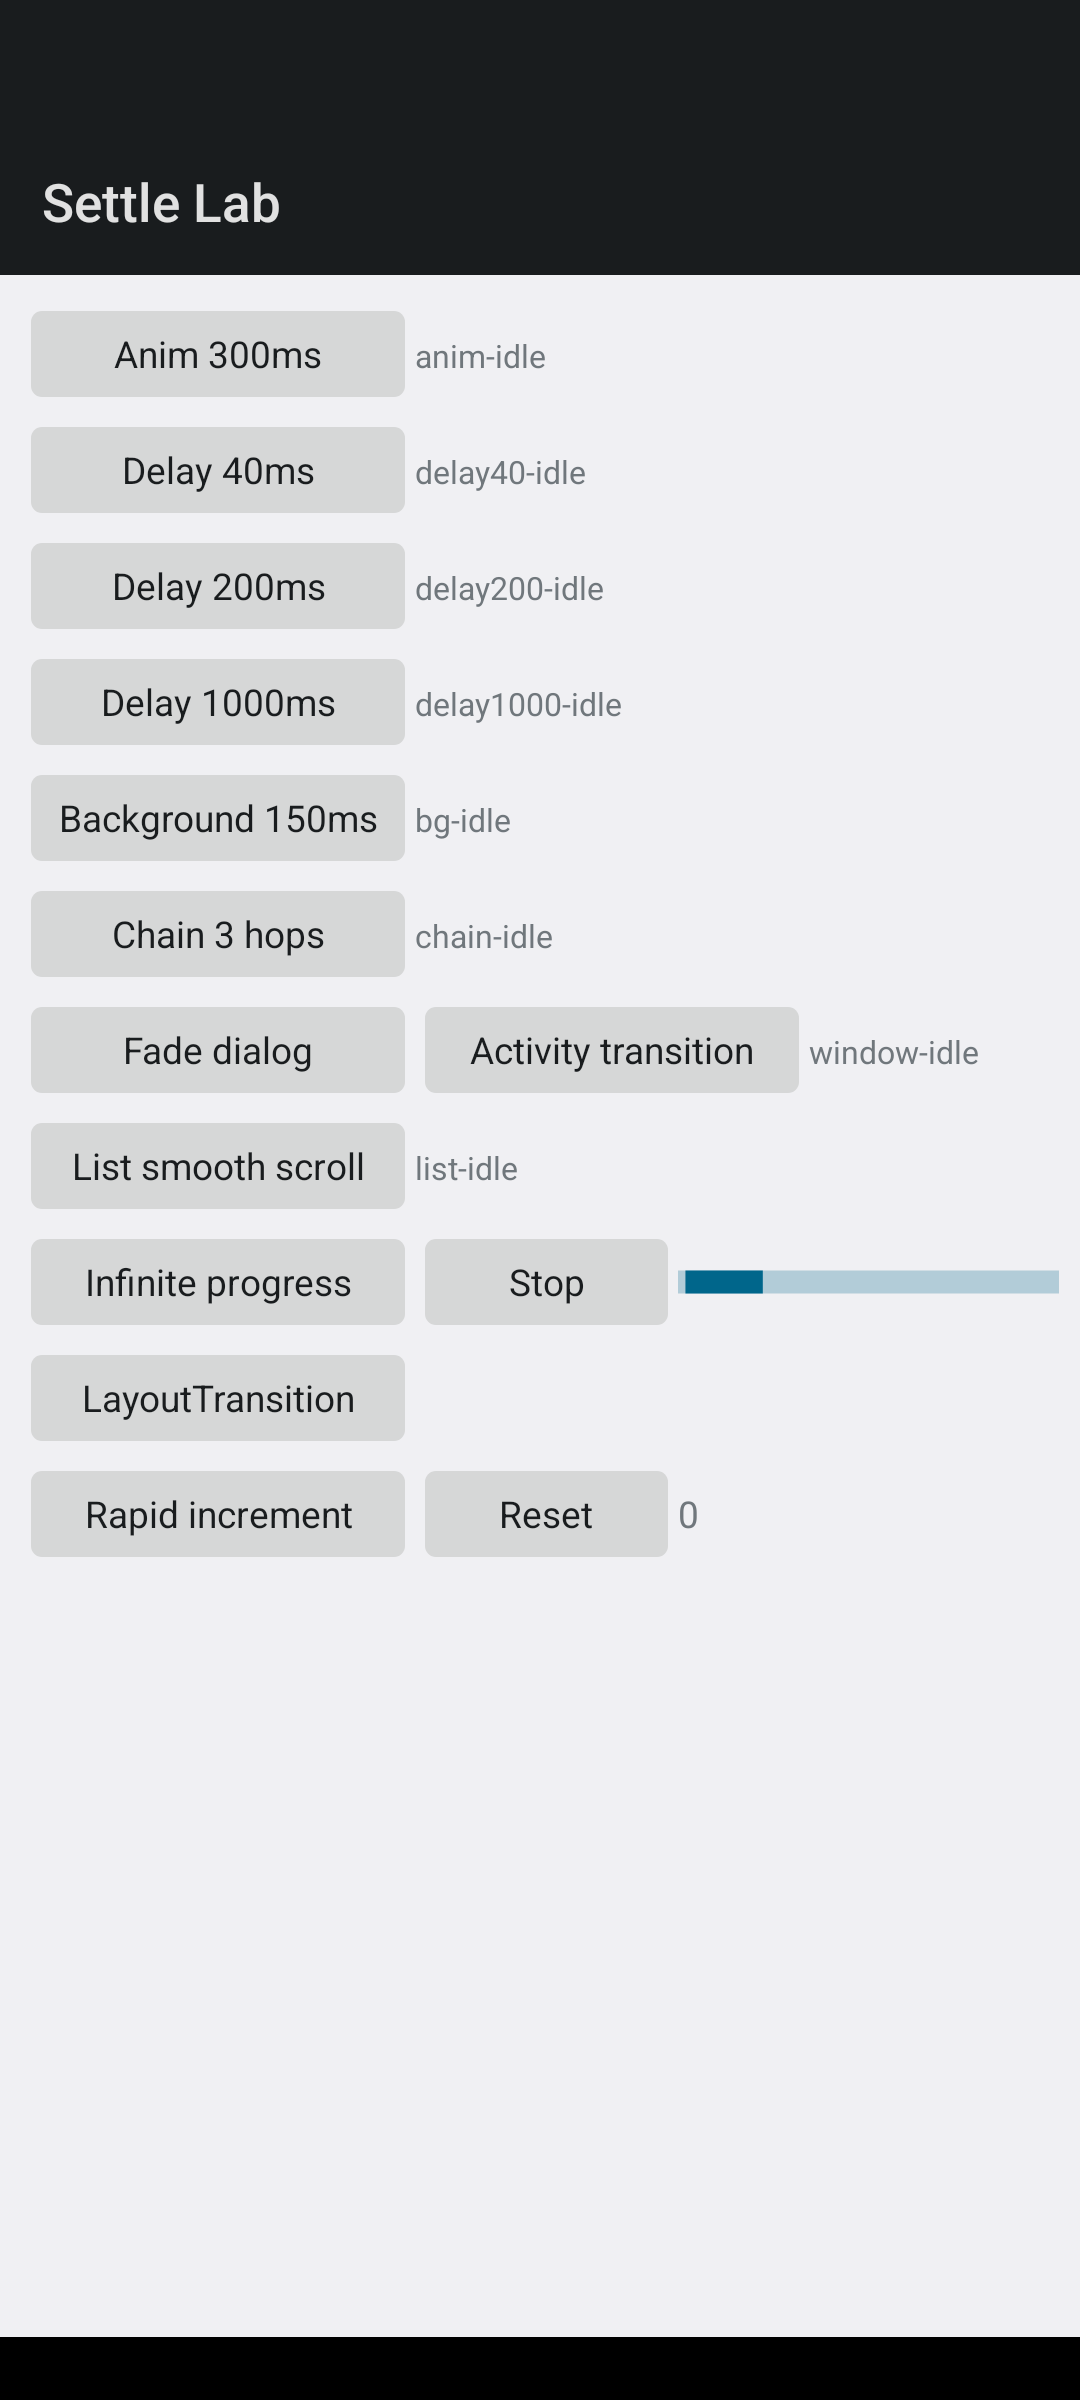 Settle Lab
Anim 300ms anim-idle
Delay 40ms delay40-idle
Delay 200ms delay200-idle
Delay 1000ms delay1000-idle
Background 150ms bg-idle
Chain 3 hops chain-idle
Fade dialog Activity transition window-idle
List smooth scroll list-idle
Infinite progress Stop
LayoutTransition
Rapid increment Reset 0